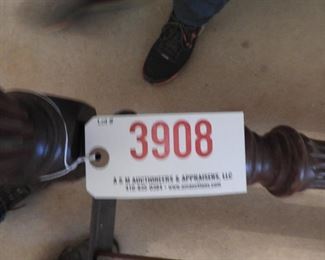 Lot #
3908
A & M AUCTIONEERS & APPRAISERS, LLC